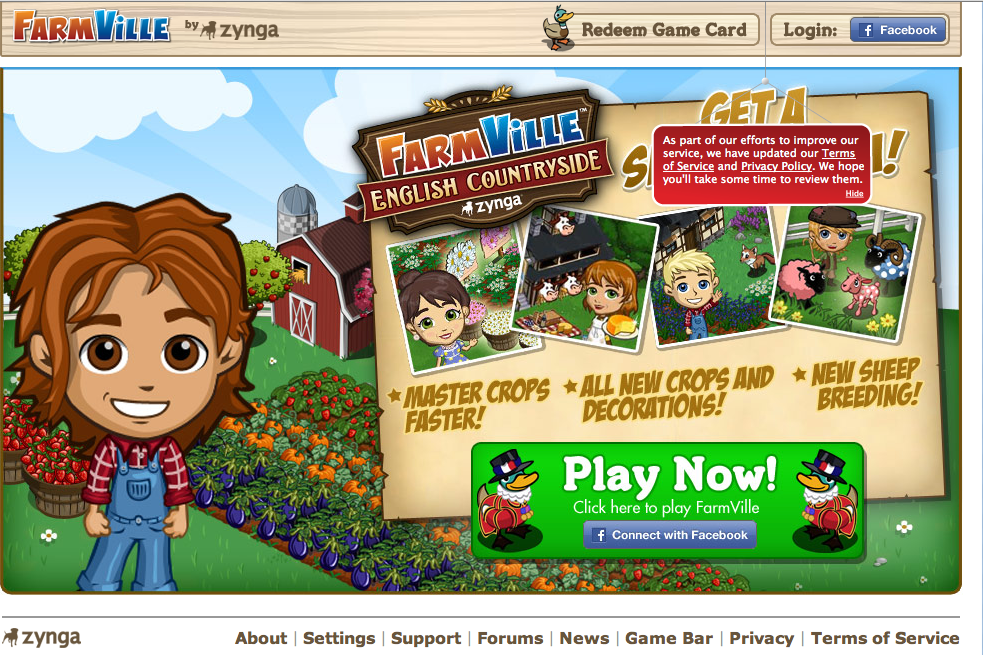 FARMVILLE by zynga
Redeem Game Card
Login: Facebook
GET A
FARMVILLE™
ENGLISH COUNTRYSIDE
zynga
As part of our efforts to improve our
service, we have updated our Terms
of Service and Privacy Policy. We hope
you'll take some time to review them.
Hide
MASTER CROPS
FASTER!
ALL NEW CROPS AND
DECORATIONS!
NEW SHEEP
BREEDING!
Play Now!
Click here to play FarmVille
Connect with Facebook
zynga
About | Settings | Support | Forums | News | Game Bar | Privacy | Terms of Service